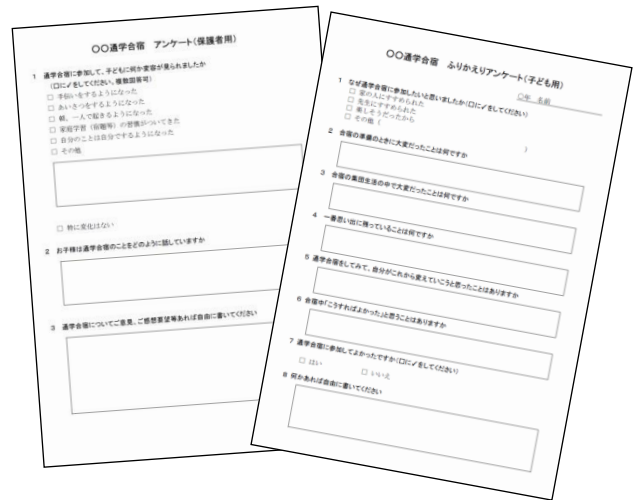 ○○通学合宿　アンケート（保護者用）
1　通学合宿に参加して、子どもに何か変容が見られましたか
（□に✓をしてください、複数回答可）
□ 手伝いをするようになった
□ あいさつをするようになった
□ 朝、一人で起きるようになった
□ 家庭学習（宿題等）の習慣がついてきた
□ 自分のことは自分でするようになった
□ その他
□ 特に変化はない
2　お子様は通学合宿のことをどのように話していますか
3　通学合宿についてご意見、ご感想要望等あれば自由に書いてください
○○通学合宿　ふりかえりアンケート（子ども用）
○年　名前
1　なぜ通学合宿に参加したいと思いましたか（□に✓をしてください）
□ 家の人にすすめられた
□ 先生にすすめられた
□ 楽しそうだったから
□ その他（　　）
2　合宿の準備のときに大変だったことは何ですか
3　合宿の集団生活の中で大変だったことは何ですか
4　一番思い出に残っていることは何ですか
5　通学合宿をしてみて、自分がこれから変えていこうと思ったことはありますか
6　合宿中「こうすればよかった」と思うことはありますか
7　通学合宿に参加してよかったですか（□に✓をしてください）
□ はい　□ いいえ
8　何かあれば自由に書いてください